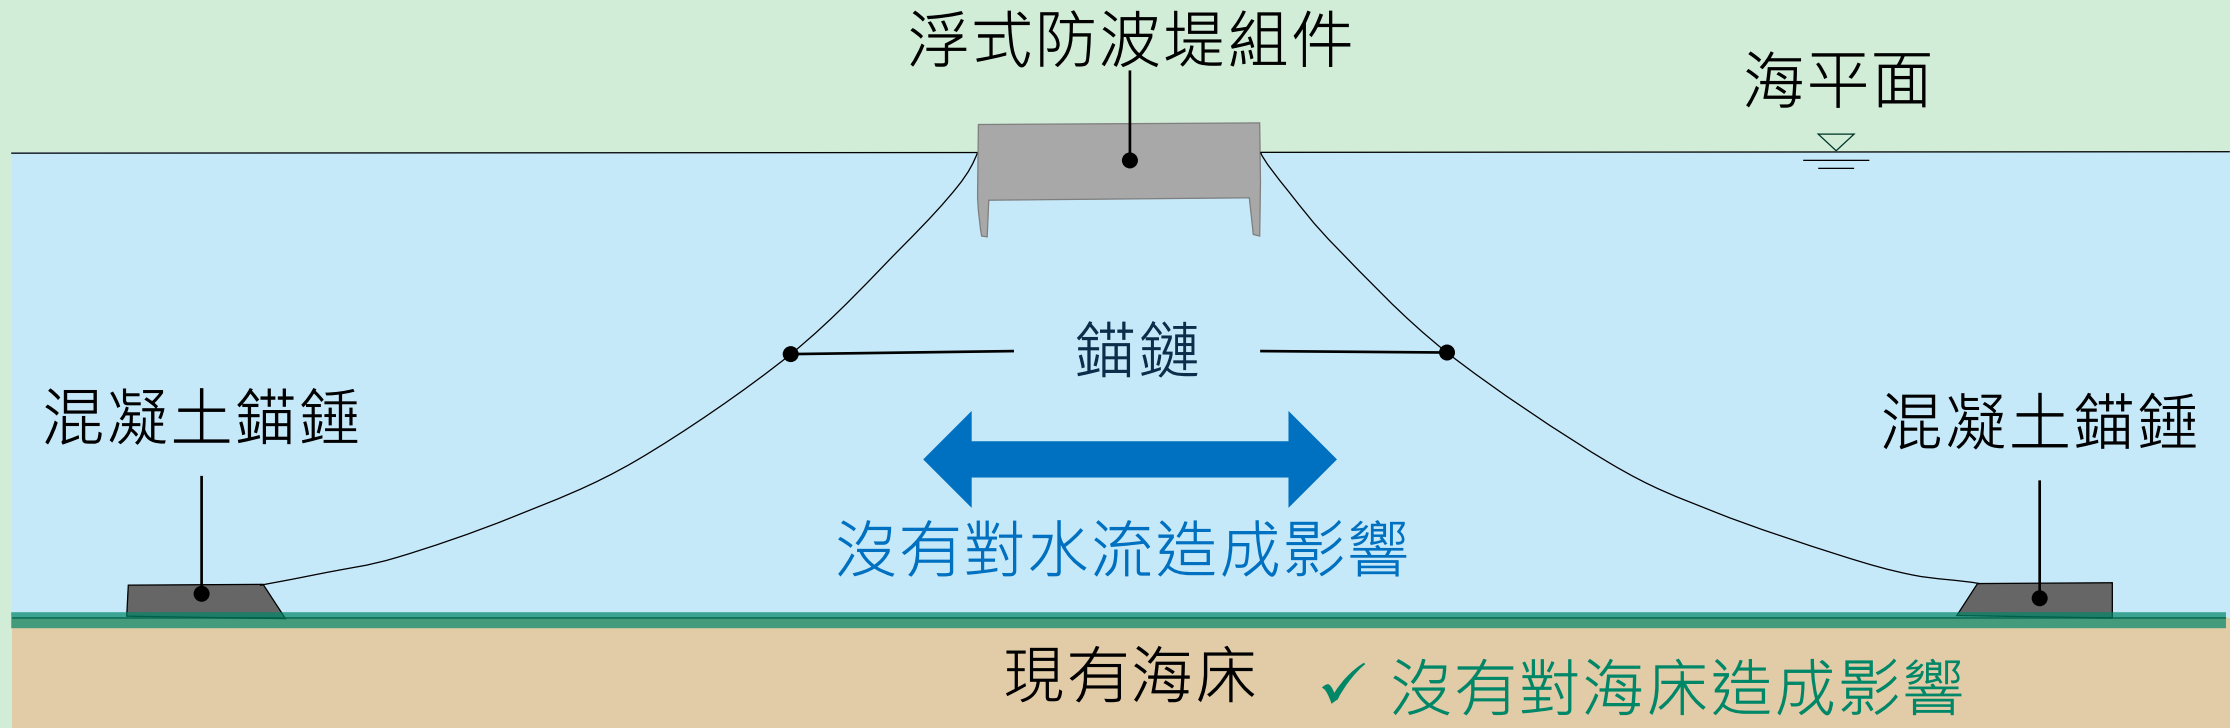 浮式防波堤組件
海平面
錨鏈
混凝土錨錘
混凝土錨錘
沒有對水流造成影響
現有海床
✓ 沒有對海床造成影響